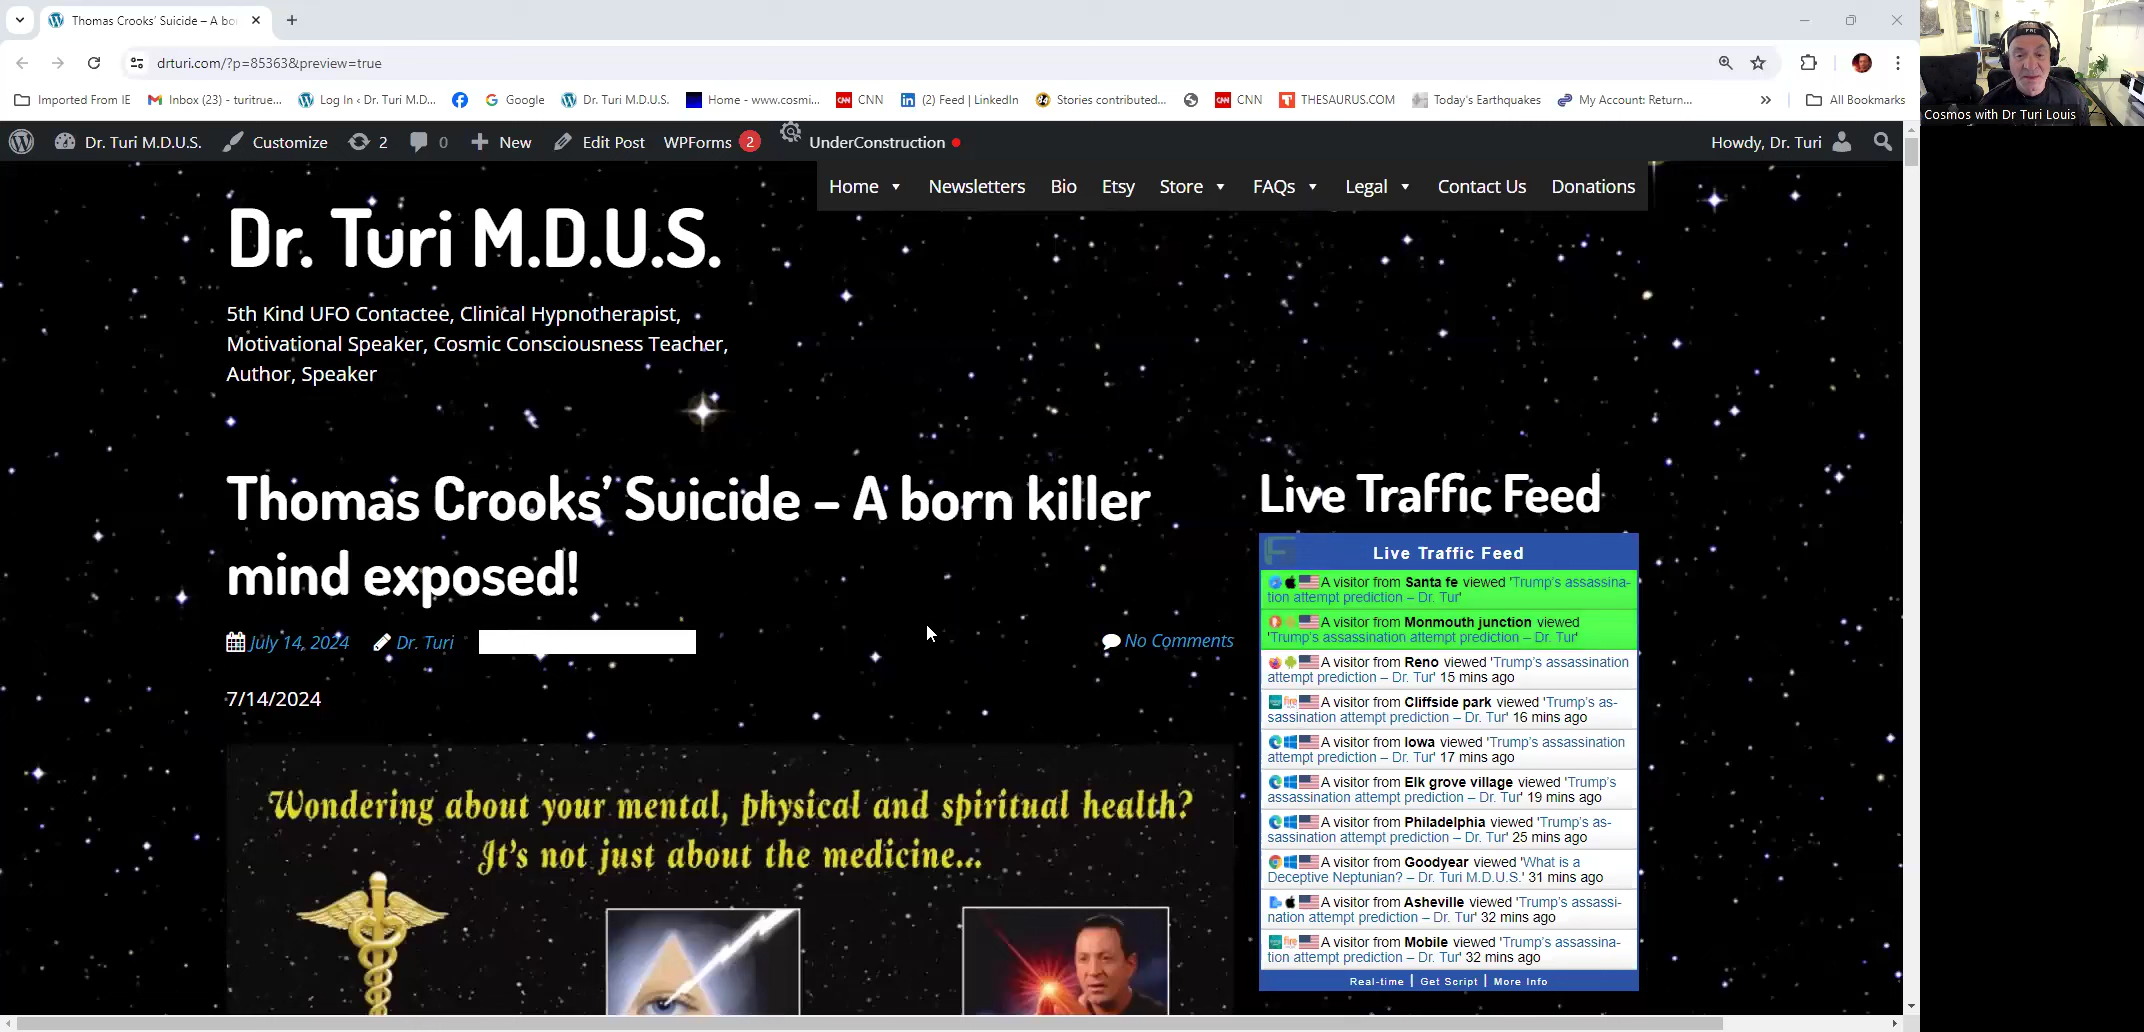 Thomas Crooks' Suicide – A bo
drturi.com/?p=85363&preview=true
Imported From IE
Inbox (23) - turitrue...
Log In ‹ Dr. Turi M.D...
Google
Dr. Turi M.D.U.S.
Home - www.cosmi...
CNN
CNN
(2) Feed | LinkedIn
Stories contributed...
CNN
CNN
T
THESAURUS.COM
Today's Earthquakes
My Account: Return...
All Bookmarks
Cosmos with Dr Turi Louis
Dr. Turi M.D.U.S.
Customize
2
0
New
Edit Post
WPForms 2
UnderConstruction
Howdy, Dr. Turi
Home
Newsletters
Bio
Etsy
Store
FAQs
Legal
Contact Us
Donations
Dr. Turi M.D.U.S.
5th Kind UFO Contactee, Clinical Hypnotherapist,
Motivational Speaker, Cosmic Consciousness Teacher,
Author, Speaker
Thomas Crooks' Suicide – A born killer
mind exposed!
July 14, 2024
Dr. Turi
No Comments
7/14/2024
Wondering about your mental, physical and spiritual health?
It's not just about the medicine...
Live Traffic Feed
Live Traffic Feed
A visitor from Santa fe viewed 'Trump's assassina-
tion attempt prediction – Dr. Tur'
A visitor from Monmouth junction viewed
'Trump's assassination attempt prediction – Dr. Tur'
A visitor from Reno viewed 'Trump's assassination
attempt prediction – Dr. Tur' 15 mins ago
A visitor from Cliffside park viewed 'Trump's as-
sassination attempt prediction – Dr. Tur' 16 mins ago
A visitor from Iowa viewed 'Trump's assassination
attempt prediction – Dr. Tur' 17 mins ago
A visitor from Elk grove village viewed 'Trump's
assassination attempt prediction – Dr. Tur' 19 mins ago
A visitor from Philadelphia viewed 'Trump's as-
sassination attempt prediction – Dr. Tur' 25 mins ago
A visitor from Goodyear viewed 'What is a
Deceptive Neptunian? – Dr. Turi M.D.U.S.' 31 mins ago
A visitor from Asheville viewed 'Trump's assassi-
nation attempt prediction – Dr. Tur' 32 mins ago
A visitor from Mobile viewed 'Trump's assassina-
tion attempt prediction – Dr. Tur' 32 mins ago
Real-time | Get Script | More Info